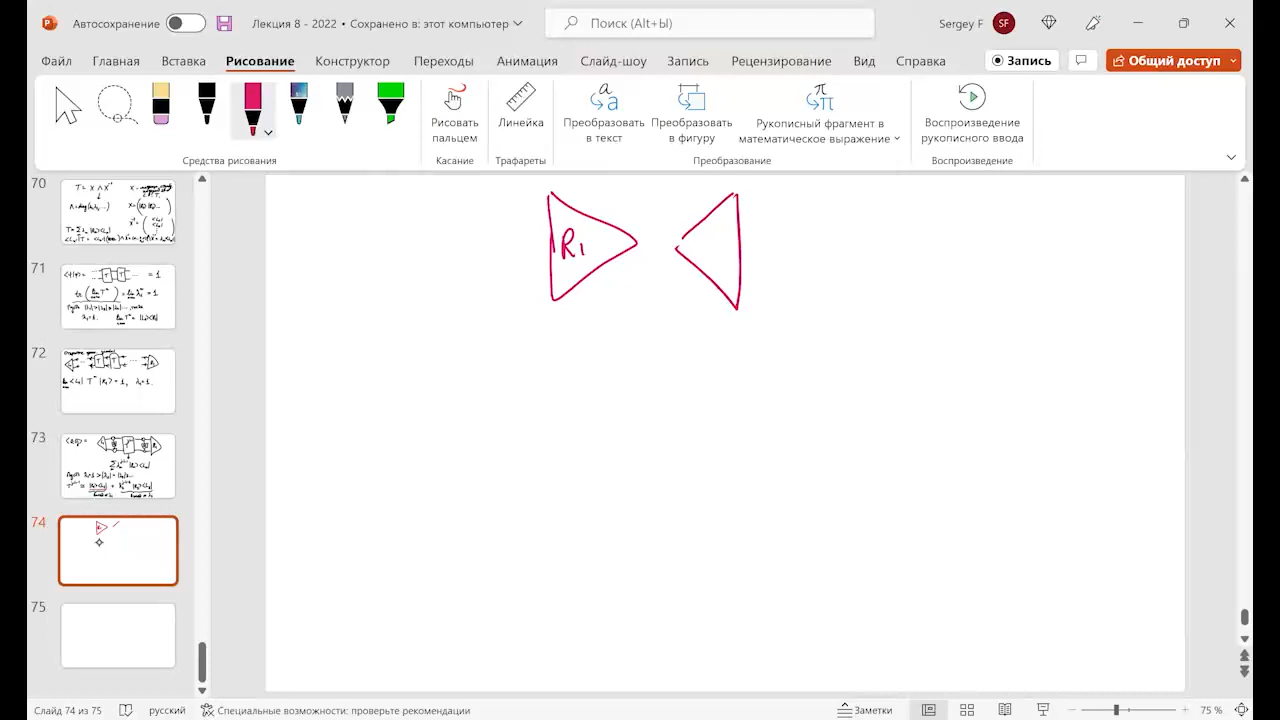 Автосохранение
Лекция 8 - 2022 • Сохранено в: этот компьютер
Поиск (Alt+Ы)
Sergey F
SF
Файл Главная Вставка Рисование Конструктор Переходы Анимация Слайд-шоу Запись Рецензирование Вид Справка
Запись
Общий доступ
Рисовать пальцем
Линейка
Преобразовать в текст
Преобразовать в фигуру
Рукописный фрагмент в математическое выражение
Воспроизведение рукописного ввода
Средства рисования
Касание
Трафареты
Преобразование
Воспроизведение
70
71
72
73
74
75
R1
Слайд 74 из 75
русский
Специальные возможности: проверьте рекомендации
Заметки
75 %